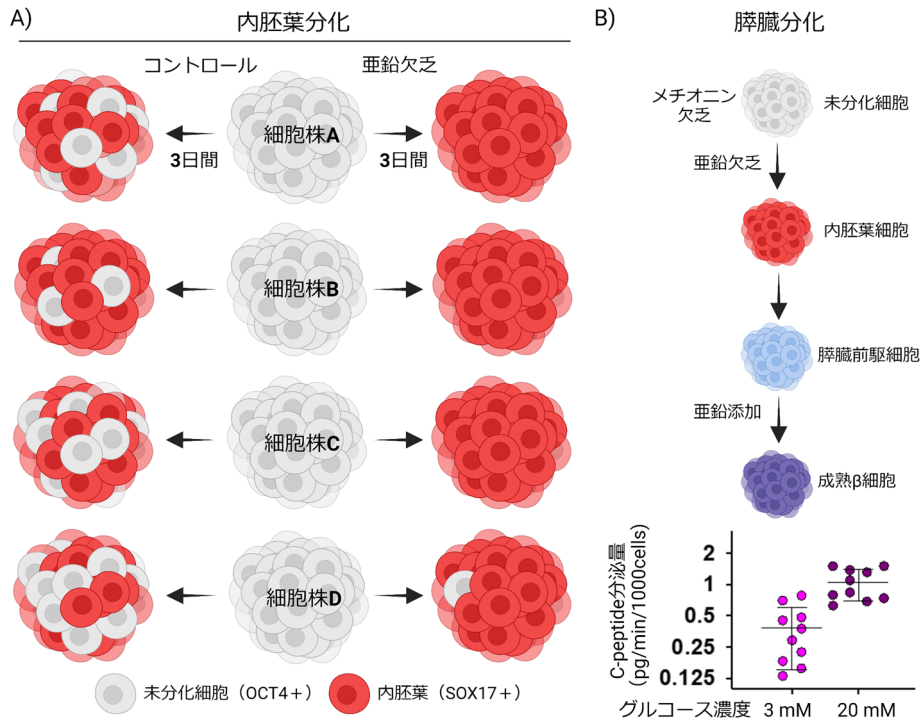 A)
内胚葉分化
コントロール
亜鉛欠乏
細胞株A
3日間
3日間
細胞株B
細胞株C
細胞株D
未分化細胞（OCT4＋）
内胚葉（SOX17＋）
B)
膵臓分化
メチオニン
欠乏
未分化細胞
亜鉛欠乏
内胚葉細胞
膵臓前駆細胞
亜鉛添加
成熟β細胞
C-peptide分泌量
(pg/min/1000cells)
2
1
0.5
0.25
0.125
グルコース濃度 3 mM 20 mM